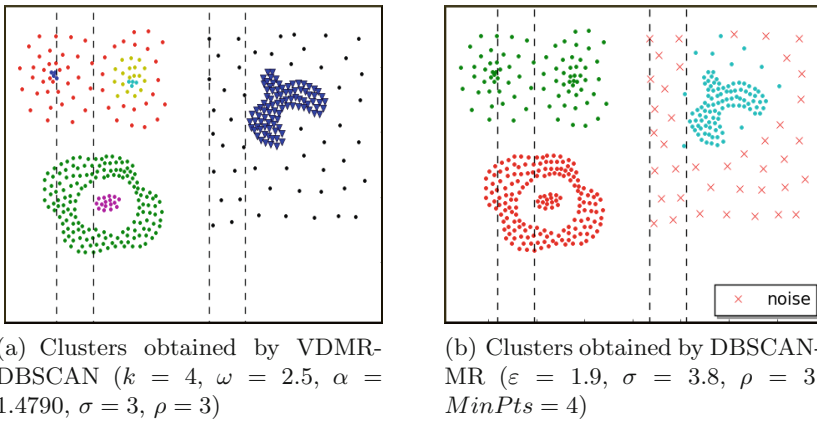 noise
(a) Clusters obtained by VDMR-
DBSCAN (k = 4, ω = 2.5, α =
1.4790, σ = 3, ρ = 3)
(b) Clusters obtained by DBSCAN-
MR (ε = 1.9, σ = 3.8, ρ = 3
MinPts = 4)